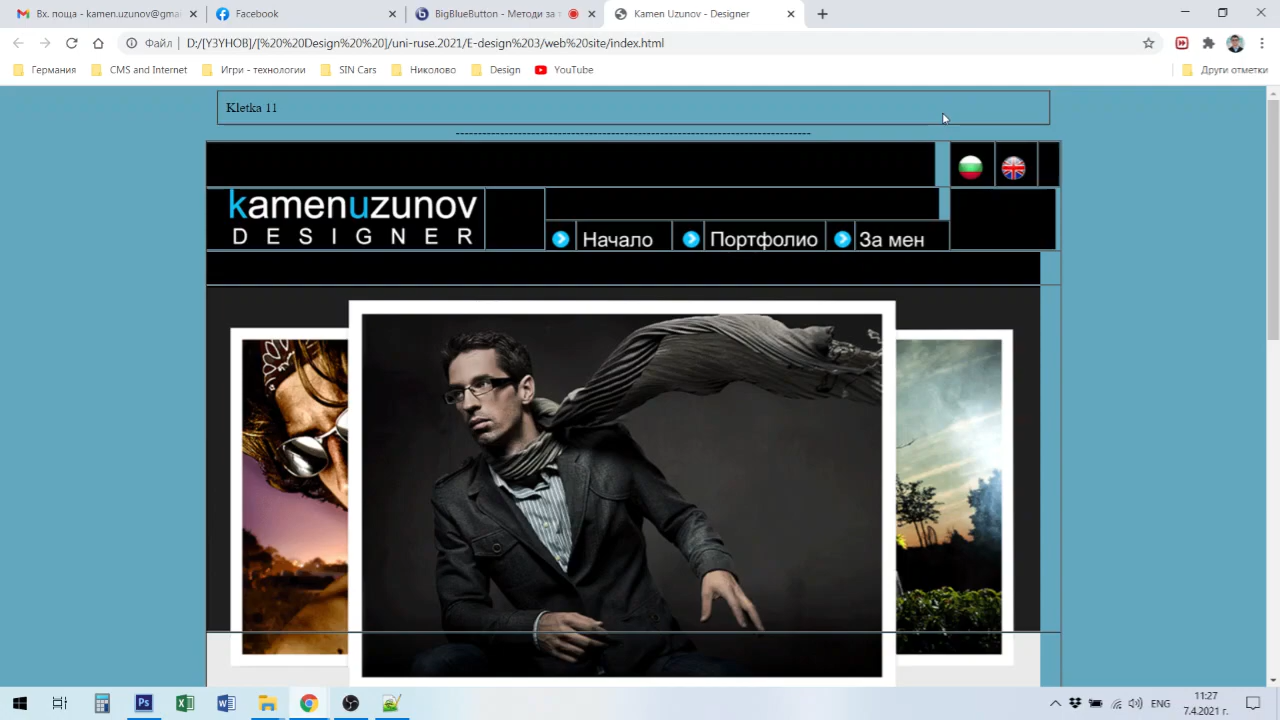 Вх. поща - kamen.uzunov@gmai
Facebook
BigBlueButton - Методи за т
Kamen Uzunov - Designer
Файл
D:/[Y3YHOB]/[%20%20Design%20%20]/uni-ruse.2021/E-design%203/web%20site/index.html
Германия
CMS and Internet
Игри - технологии
SIN Cars
Николово
Design
YouTube
Други отметки
Kletka 11
--------------------------------------------------------------------------------
kamenuzunov
DESIGNER
Начало
Портфолио
За мен
ENG
11:27
7.4.2021 г.